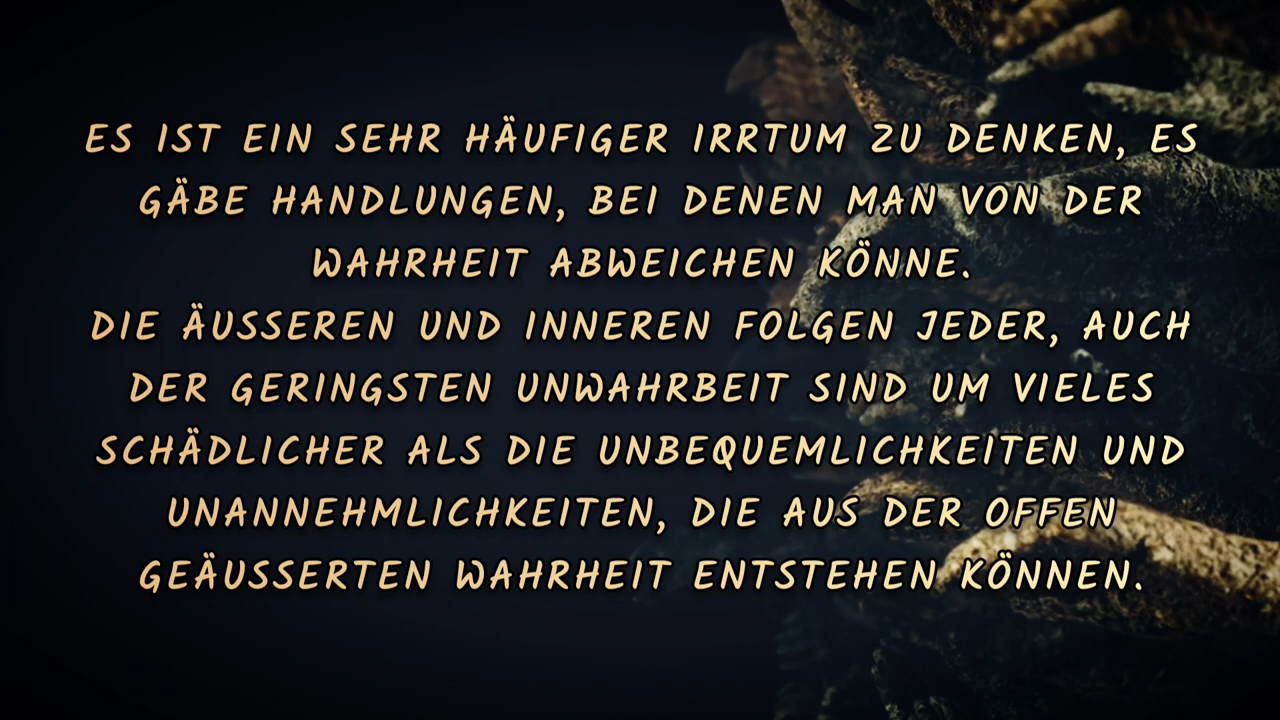 ES IST EIN SEHR HÄUFIGER IRRTUM ZU DENKEN, ES
GÄBE HANDLUNGEN, BEI DENEN MAN VON DER
WAHRHEIT ABWEICHEN KÖNNE.
DIE ÄUSSEREN UND INNEREN FOLGEN JEDER, AUCH
DER GERINGSTEN UNWAHRBEIT SIND UM VIELES
SCHÄDLICHER ALS DIE UNBEQUEMLICHKEITEN UND
UNANNEHMLICHKEITEN, DIE AUS DER OFFEN
GEÄUSSERTEN WAHRHEIT ENTSTEHEN KÖNNEN.